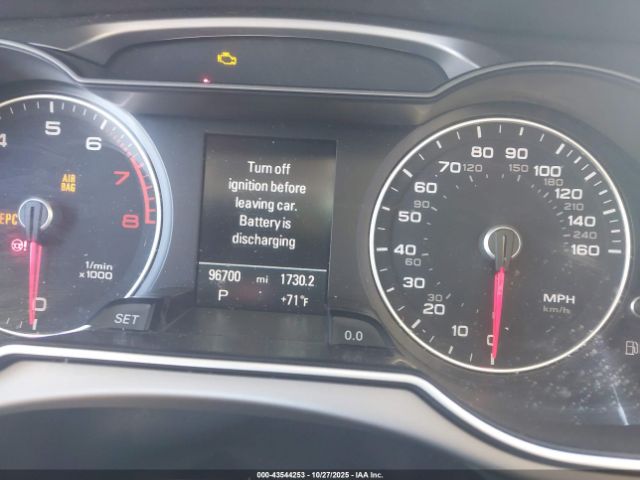 4 5 6 7 8
AIR
BAG
EPC
1/min
x 1000
0
SET
Turn off
ignition before
leaving car.
Battery is
discharging
96700 mi 1730.2
P +71°F
0.0
0 10 20 30 40 50 60 70 80 90 100 120 140 160
30 60 90 120 150 180 210 240
MPH
km/h
000-43544253 | 10/27/2025 | IAA Inc.